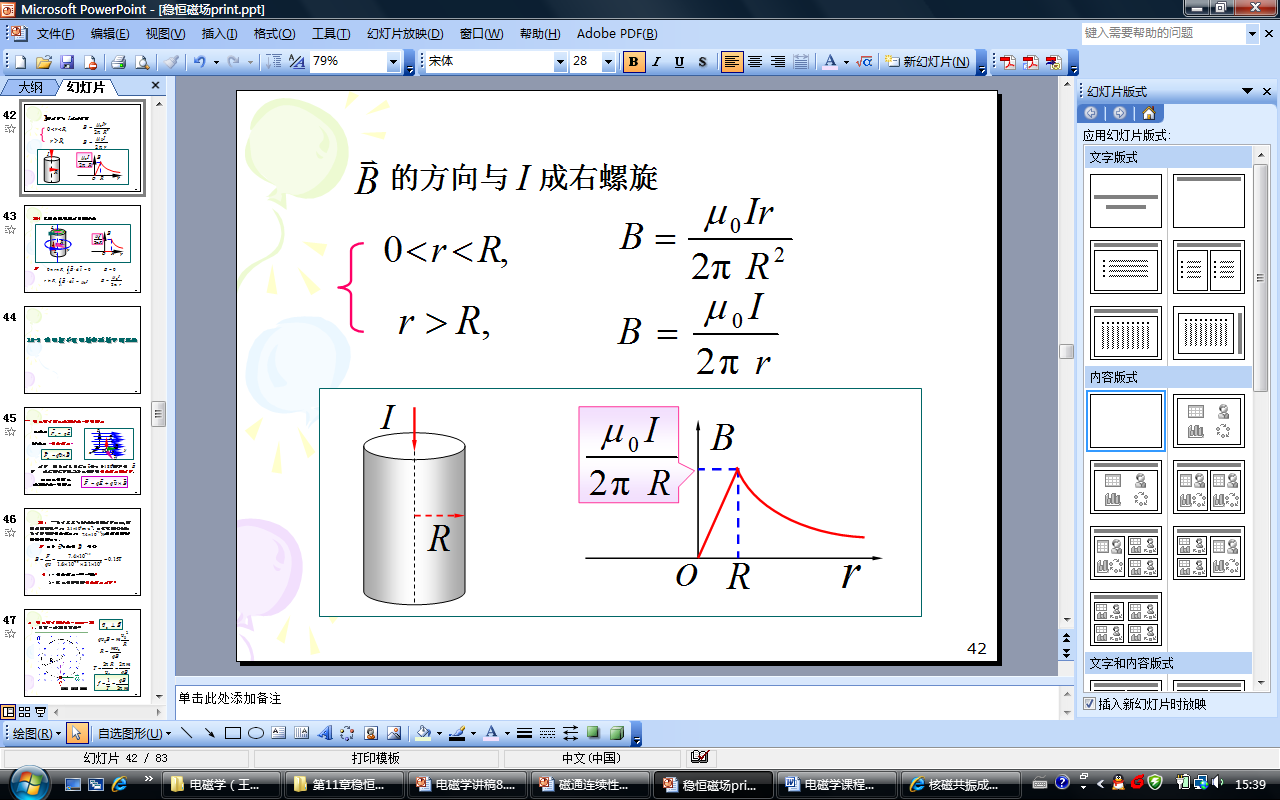 Microsoft PowerPoint - [稳恒磁场print.ppt]
文件(F) 编辑(E) 视图(V) 插入(I) 格式(O) 工具(T) 幻灯片放映(D) 窗口(W) 帮助(H) Adobe PDF(B) 键入需要帮助的问题
79% 宋体 28 B I U S A 新幻灯片(N)
大纲 幻灯片
幻灯片版式
应用幻灯片版式:
文字版式
内容版式
文字和内容版式
插入新幻灯片时放映
42
43
44
45
46
47
B⃗ 的方向与 I 成右螺旋
0<r<R, B = μ₀Ir / 2π R²
r > R, B = μ₀I / 2π r
I
R
μ₀I / 2π R
B
o R r
42
单击此处添加备注
绘图(R) 自选图形(U)
幻灯片 42 / 83 打印模板 中文(中国)
电磁学（王... 第11章稳恒... 电磁学讲稿8.... 磁通连续性... 稳恒磁场pri... 电磁学课程... 核磁共振成... 15:39